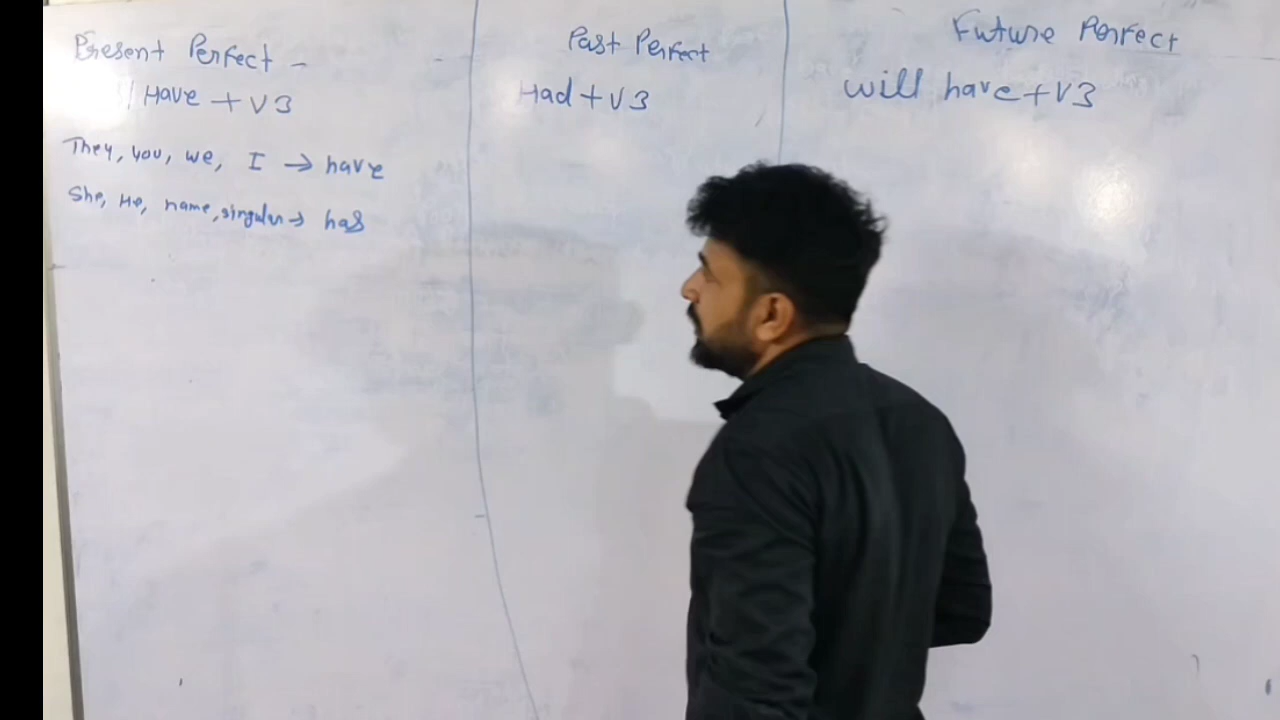 Present Perfect -
Have + V3
They, you, we, I → have
She, He, name, singular → has
Past Perfect
Had + V3
Future Perfect
will have + V3